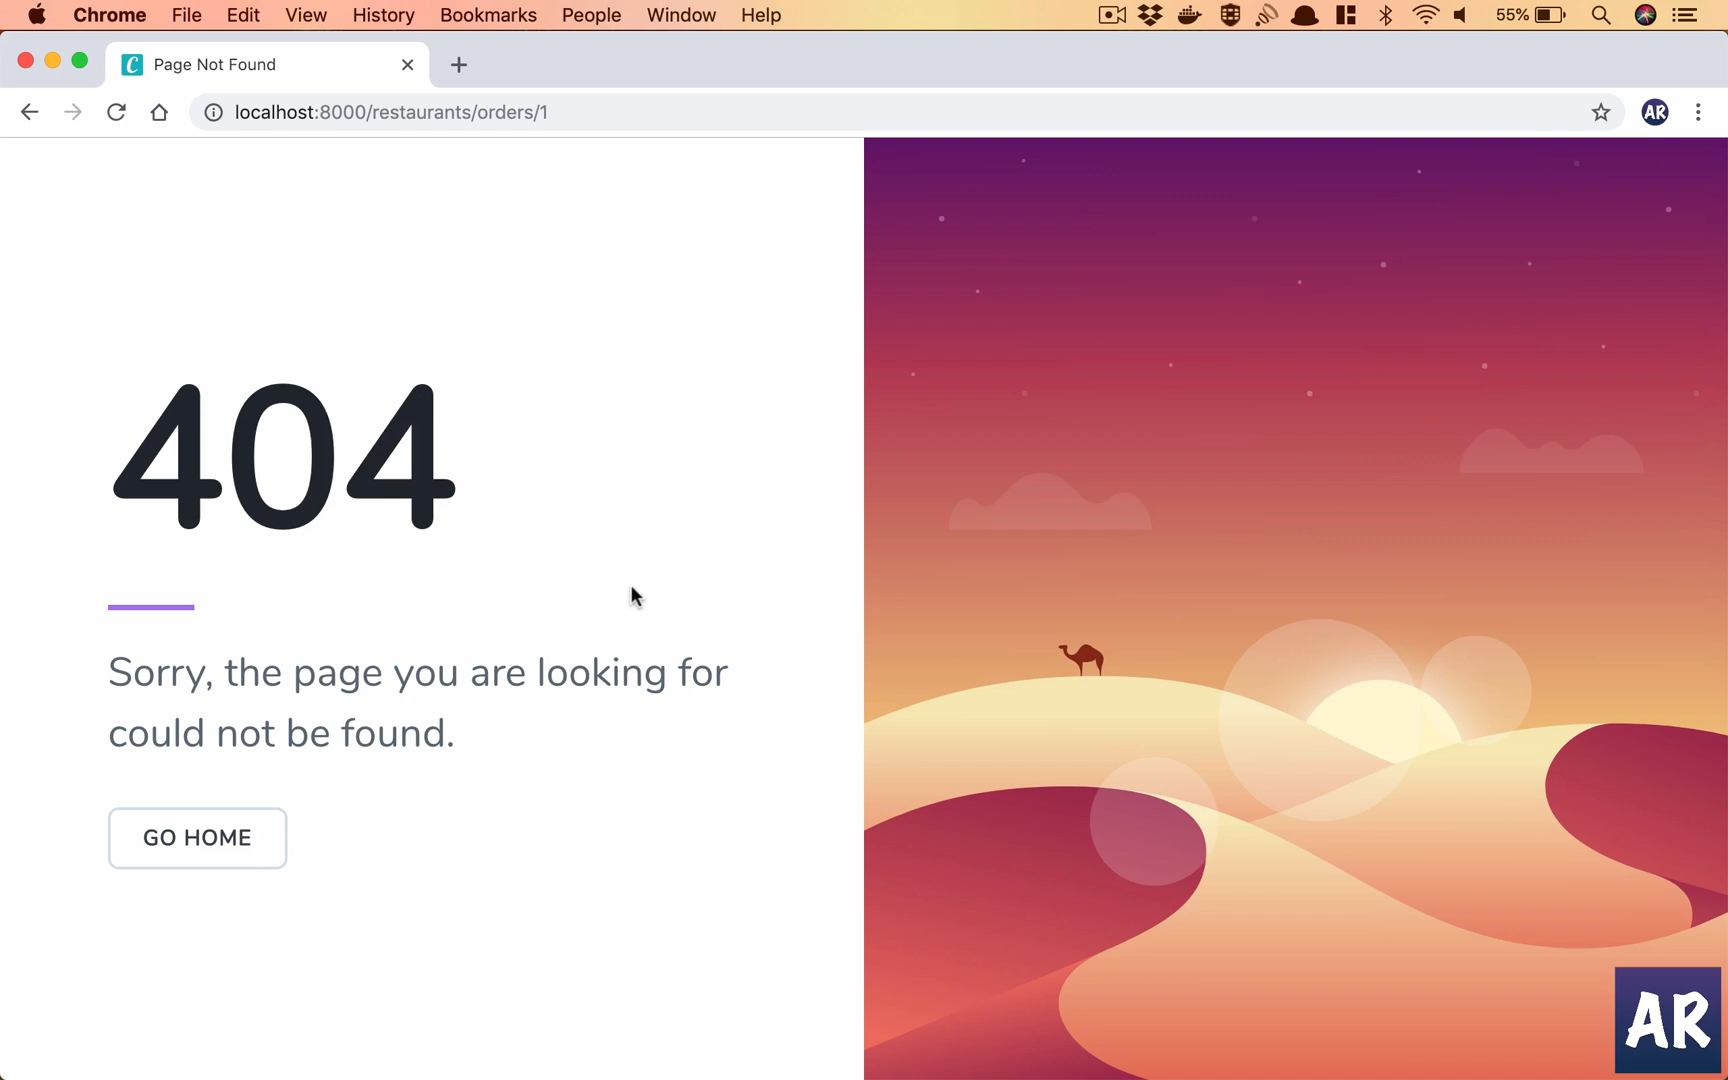 Chrome File Edit View History Bookmarks People Window Help 55%
C Page Not Found
localhost:8000/restaurants/orders/1 AR
404
Sorry, the page you are looking for
could not be found.
GO HOME
AR